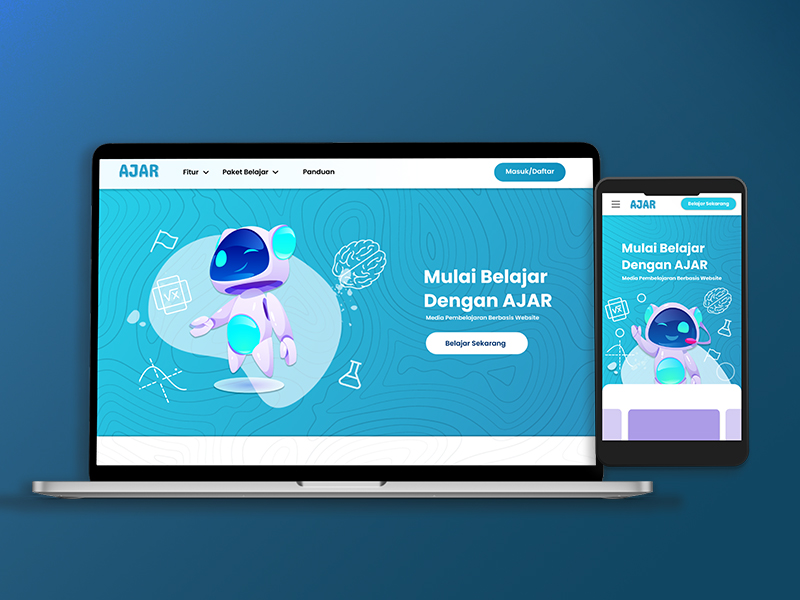 AJAR
Fitur
Paket Belajar
Panduan
Masuk/Daftar
Mulai Belajar
Dengan AJAR
Media Pembelajaran Berbasis Website
Belajar Sekarang
AJAR
Belajar Sekarang
Mulai Belajar
Dengan AJAR
Media Pembelajaran Berbasis Website
√x
√x